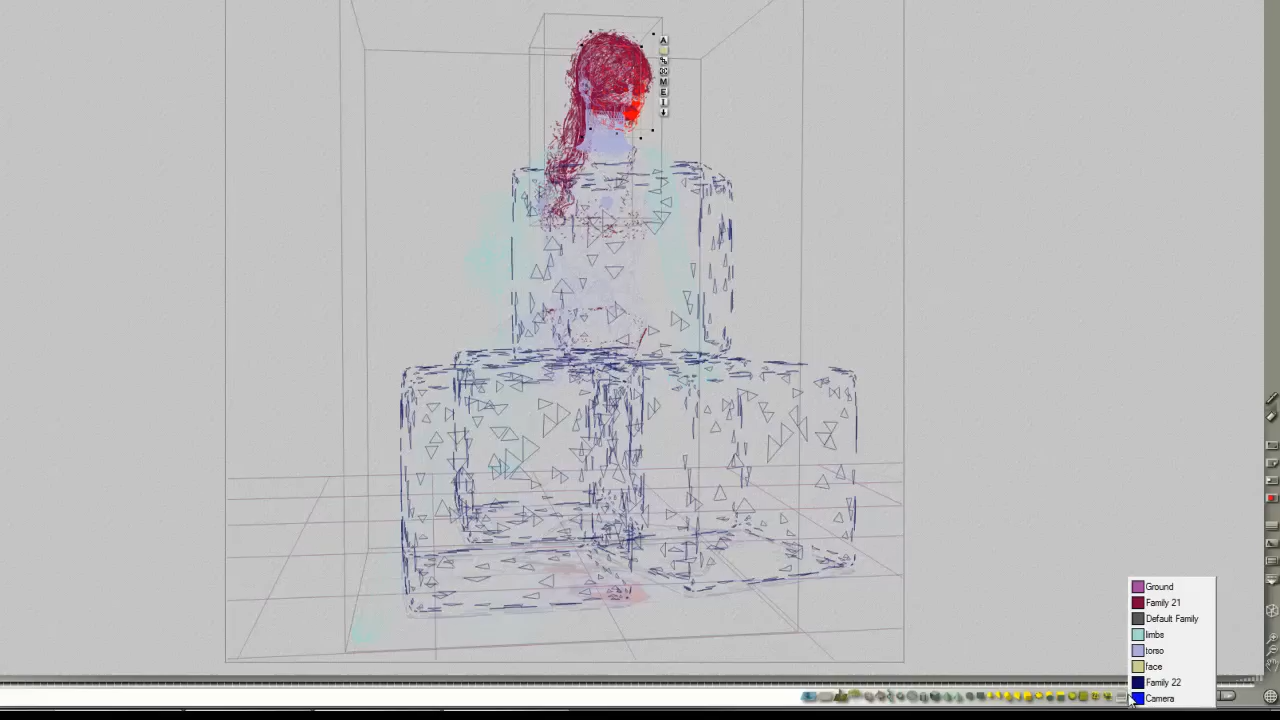 A
M
E
I
Ground
Family 21
Default Family
limbs
torso
face
Family 22
Camera